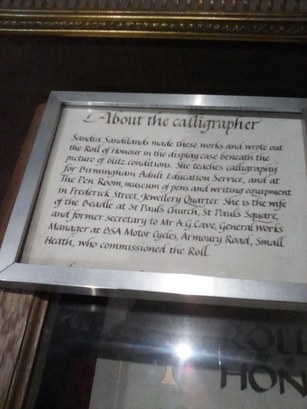 About the calligrapher
Sandra Sandilands made these works and wrote out
the Roll of Honour in the display case beneath the
picture of blitz conditions. She teaches calligraphy
for Birmingham Adult Education Service, and at
The Pen Room, museum of pens and writing equipment
in Frederick Street, Jewellery Quarter. She is the wife
of the Beadle at St Paul's Church, St Pauls Square,
and former secretary to Mr A.G. Cave, General Works
Manager at BSA Motor Cycles, Armoury Road, Small
Heath, who commissioned the Roll.
ROLL
HON